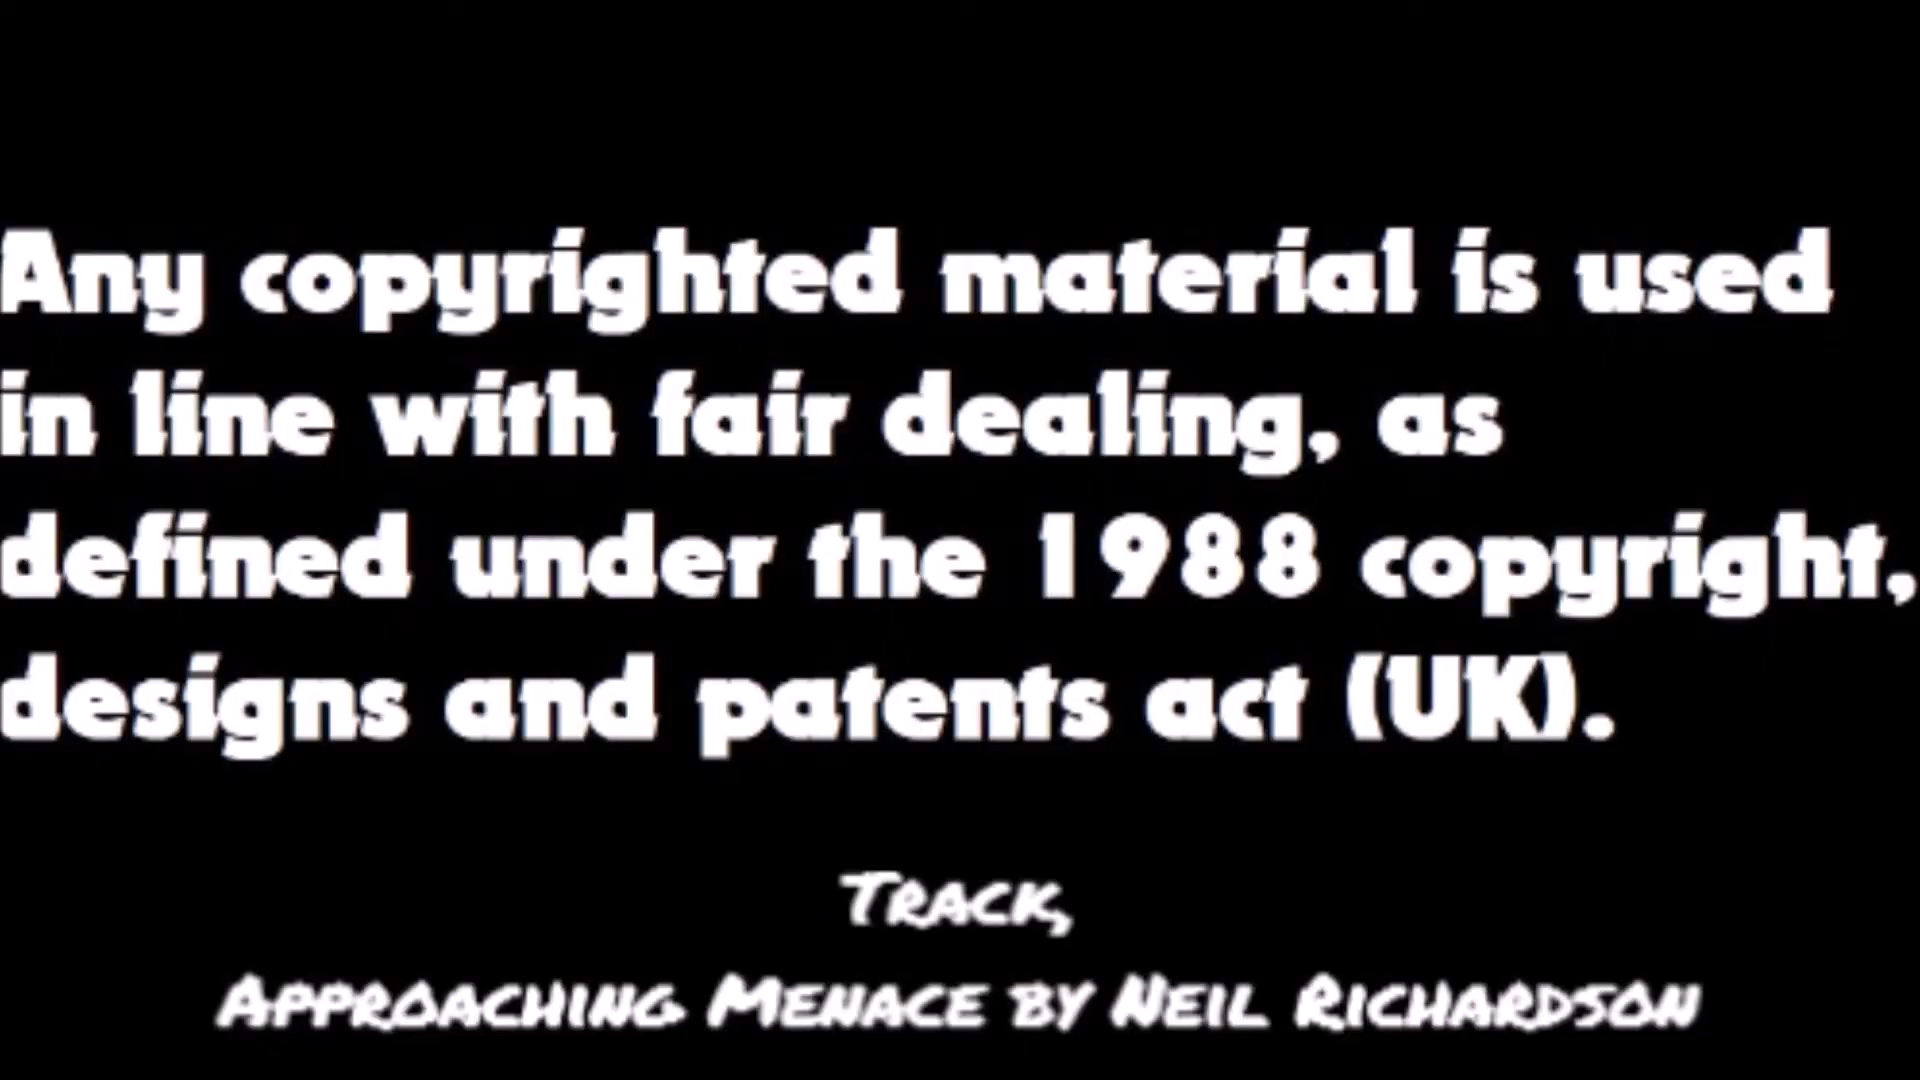 Any copyrighted material is used
in line with fair dealing, as
defined under the 1988 copyright,
designs and patents act (UK).
Track,
Approaching Menace by Neil Richardson